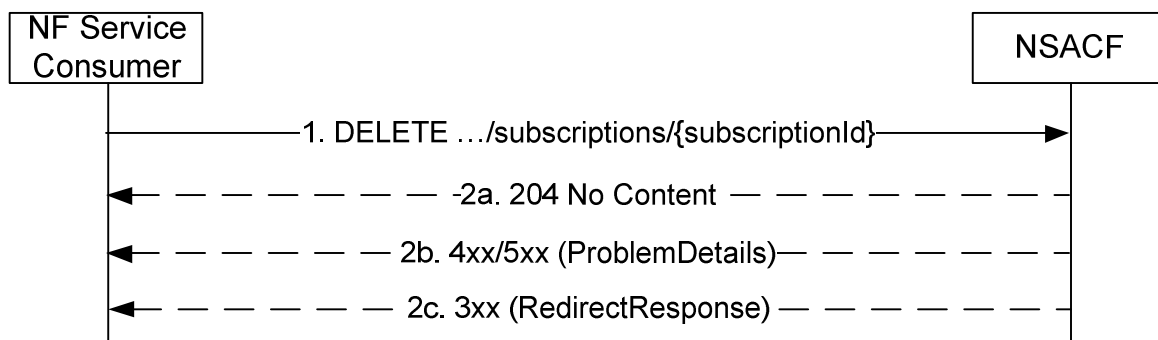 NF Service
Consumer
NSACF
1. DELETE …/subscriptions/{subscriptionId}
2a. 204 No Content
2b. 4xx/5xx (ProblemDetails)
2c. 3xx (RedirectResponse)